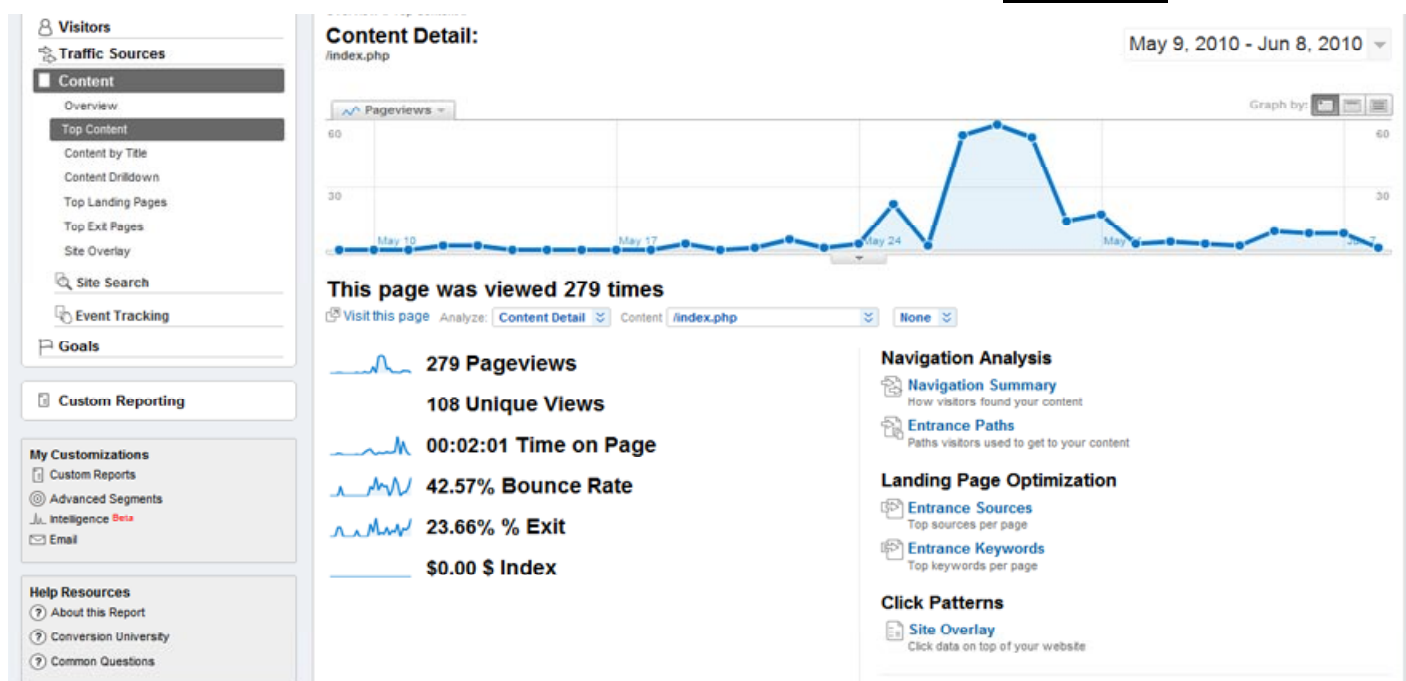 Visitors
Traffic Sources
Content
Overview
Top Content
Content by Title
Content Drilldown
Top Landing Pages
Top Exit Pages
Site Overlay
Site Search
Event Tracking
Goals
Custom Reporting
My Customizations
Custom Reports
Advanced Segments
Intelligence Beta
Email
Help Resources
? About this Report
? Conversion University
? Common Questions
Content Detail:
/index.php
May 9, 2010 - Jun 8, 2010
Pageviews
Graph by:
60 60
30 30
May 10 May 17 May 24 May
This page was viewed 279 times
Visit this page Analyze: Content Detail Content /index.php None
279 Pageviews
108 Unique Views
00:02:01 Time on Page
42.57% Bounce Rate
23.66% % Exit
$0.00 $ Index
Navigation Analysis
Navigation Summary
How visitors found your content
Entrance Paths
Paths visitors used to get to your content
Landing Page Optimization
Entrance Sources
Top sources per page
Entrance Keywords
Top keywords per page
Click Patterns
Site Overlay
Click data on top of your website